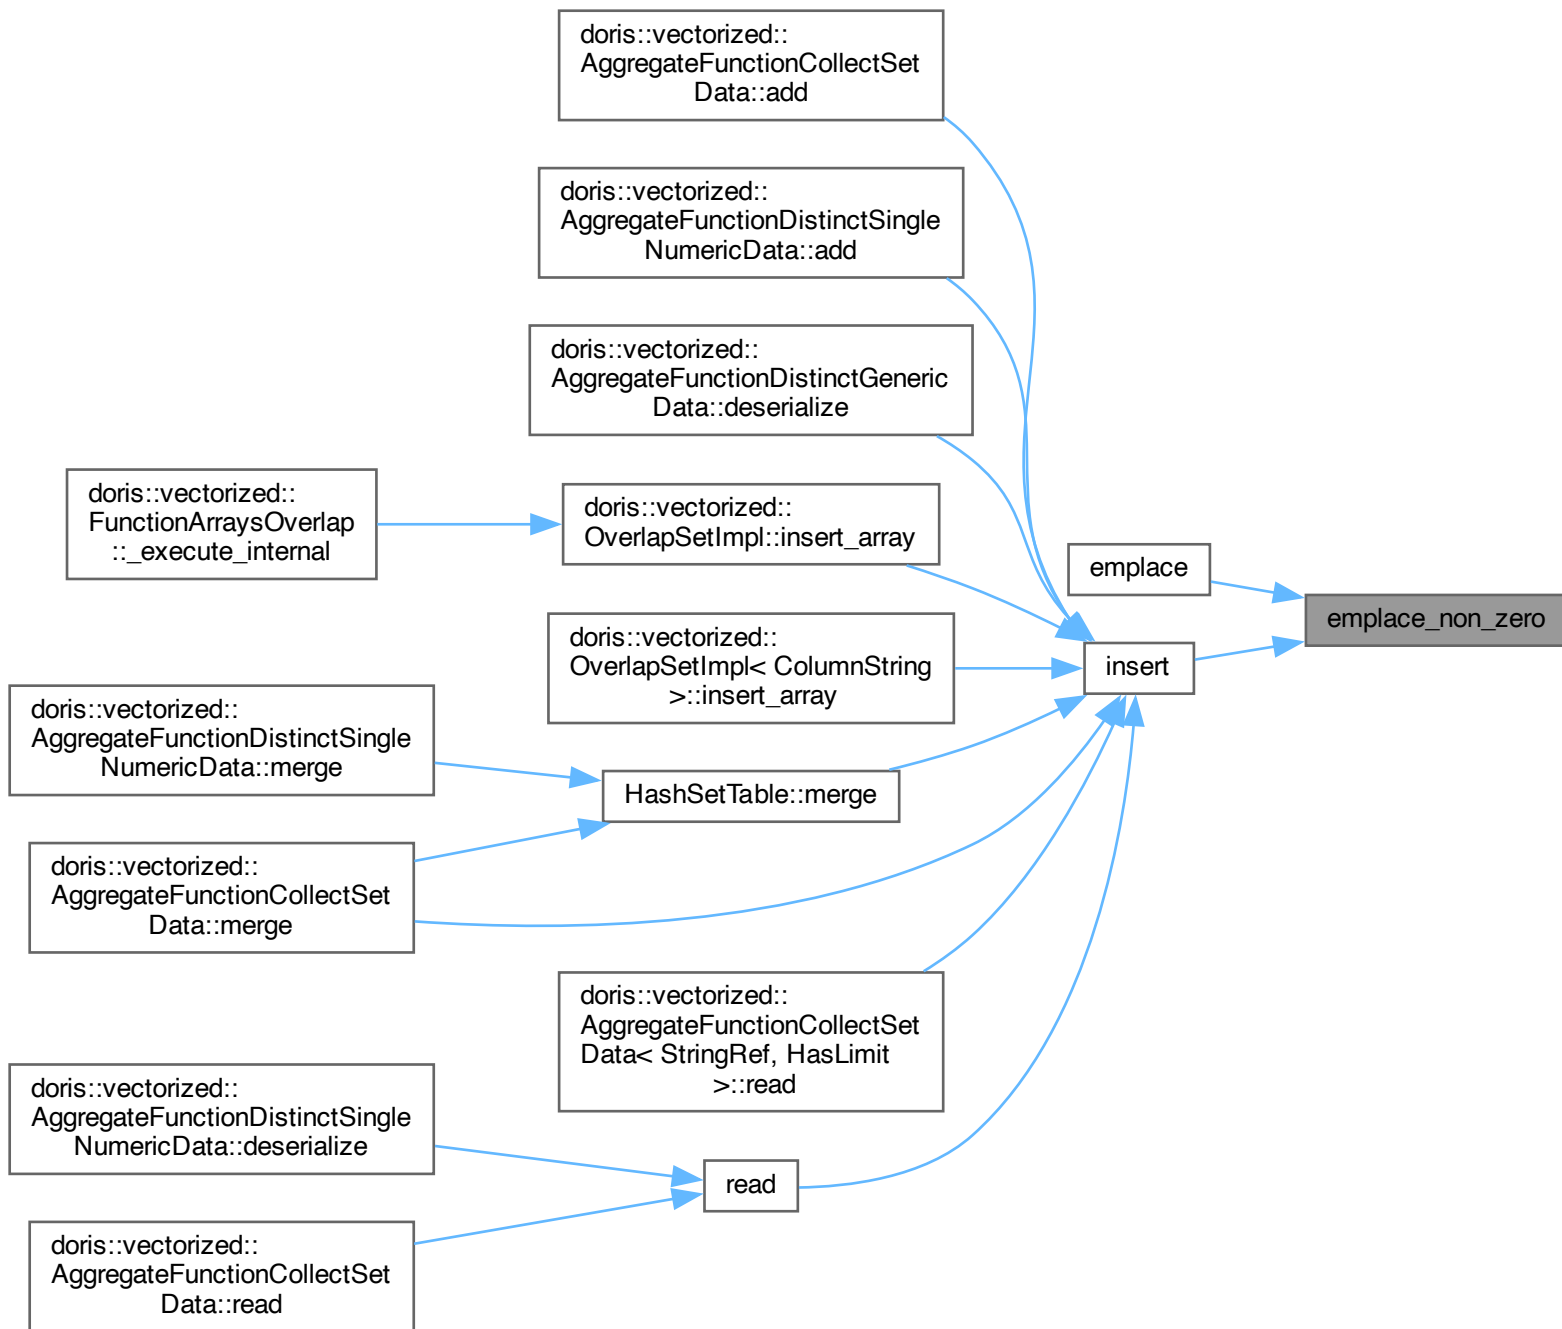 doris::vectorized::
AggregateFunctionCollectSet
Data::add
doris::vectorized::
AggregateFunctionDistinctSingle
NumericData::add
doris::vectorized::
AggregateFunctionDistinctGeneric
Data::deserialize
doris::vectorized::
FunctionArraysOverlap
::_execute_internal
doris::vectorized::
OverlapSetImpl::insert_array
emplace
emplace_non_zero
insert
doris::vectorized::
OverlapSetImpl< ColumnString
>::insert_array
doris::vectorized::
AggregateFunctionDistinctSingle
NumericData::merge
HashSetTable::merge
doris::vectorized::
AggregateFunctionCollectSet
Data::merge
doris::vectorized::
AggregateFunctionCollectSet
Data< StringRef, HasLimit
>::read
doris::vectorized::
AggregateFunctionDistinctSingle
NumericData::deserialize
read
doris::vectorized::
AggregateFunctionCollectSet
Data::read